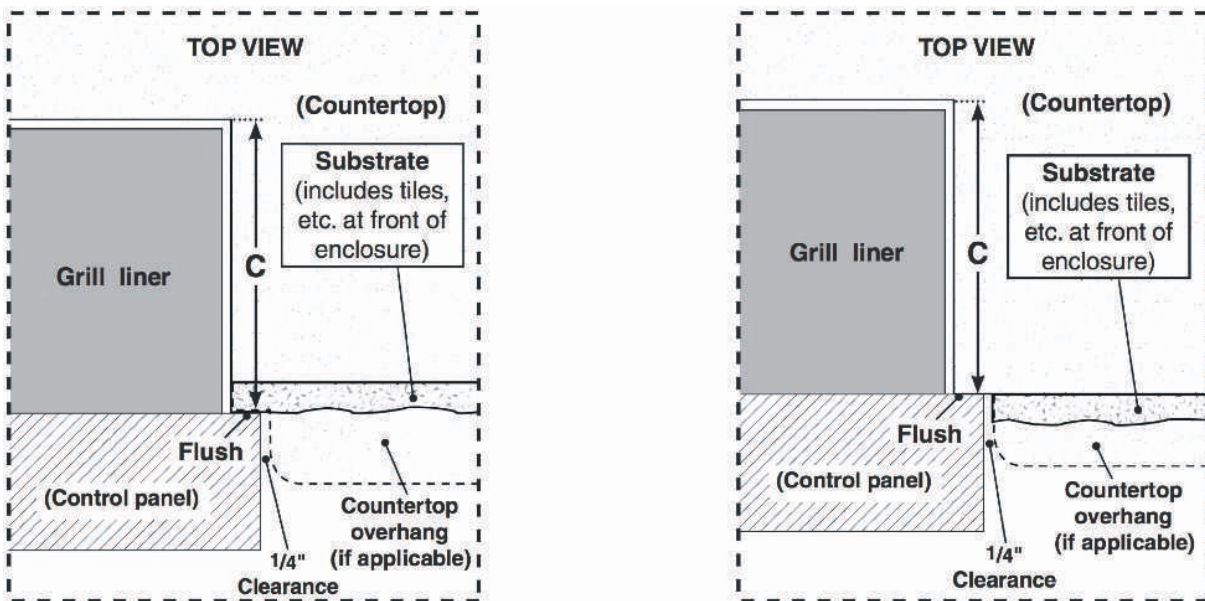 TOP VIEW
(Countertop)
Substrate
(includes tiles,
etc. at front of
enclosure)
C
Grill liner
Flush
(Control panel)
Countertop
overhang
(if applicable)
1/4"
Clearance
TOP VIEW
(Countertop)
Substrate
(includes tiles,
etc. at front of
enclosure)
C
Grill liner
Flush
(Control panel)
Countertop
overhang
(if applicable)
1/4"
Clearance